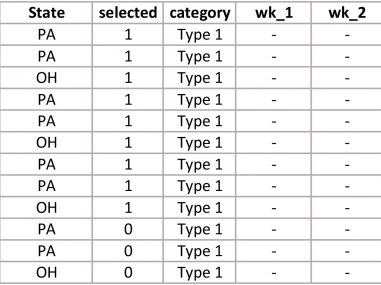 State selected category wk_1 wk_2
PA 1 Type 1 - -
PA 1 Type 1 - -
OH 1 Type 1 - -
PA 1 Type 1 - -
PA 1 Type 1 - -
OH 1 Type 1 - -
PA 1 Type 1 - -
PA 1 Type 1 - -
OH 1 Type 1 - -
PA 0 Type 1 - -
PA 0 Type 1 - -
OH 0 Type 1 - -